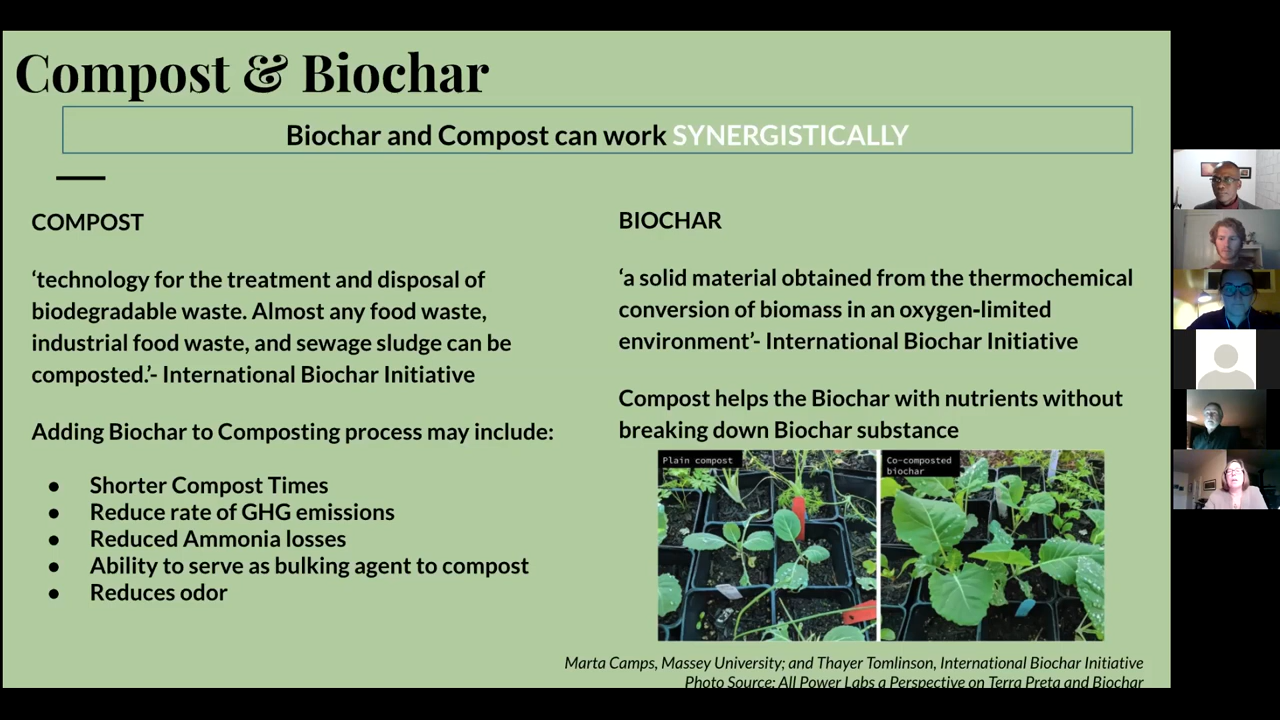 Compost & Biochar
Biochar and Compost can work SYNERGISTICALLY
COMPOST
‘technology for the treatment and disposal of
biodegradable waste. Almost any food waste,
industrial food waste, and sewage sludge can be
composted.’- International Biochar Initiative
Adding Biochar to Composting process may include:
● Shorter Compost Times
● Reduce rate of GHG emissions
● Reduced Ammonia losses
● Ability to serve as bulking agent to compost
● Reduces odor
BIOCHAR
‘a solid material obtained from the thermochemical
conversion of biomass in an oxygen-limited
environment’- International Biochar Initiative
Compost helps the Biochar with nutrients without
breaking down Biochar substance
Plain compost
Co-composted
biochar
Marta Camps, Massey University; and Thayer Tomlinson, International Biochar Initiative
Photo Source: All Power Labs a Perspective on Terra Preta and Biochar